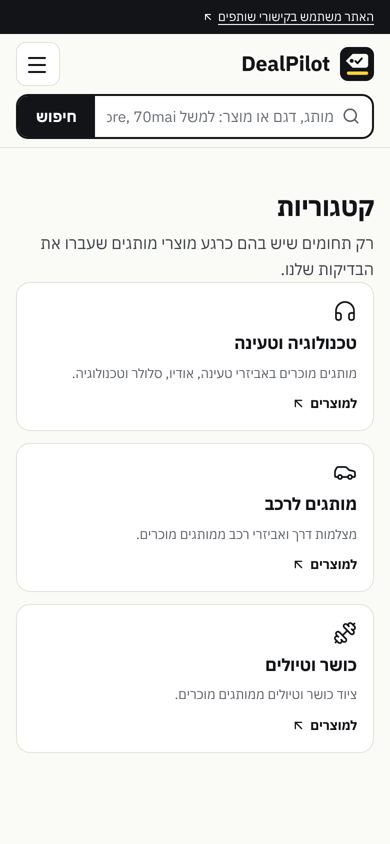 האתר משתמש בקישורי שותפים
DealPilot
מותג, דגם או מוצר: למשל 70mai
חיפוש
קטגוריות
רק תחומים שיש בהם כרגע מוצרי מותגים שעברו את
הבדיקות שלנו.
טכנולוגיה וטעינה
מותגים מוכרים באביזרי טעינה, אודיו, סלולר וטכנולוגיה.
למוצרים
מותגים לרכב
מצלמות דרך ואביזרי רכב ממותגים מוכרים.
למוצרים
כושר וטיולים
ציוד כושר וטיולים ממותגים מוכרים.
למוצרים